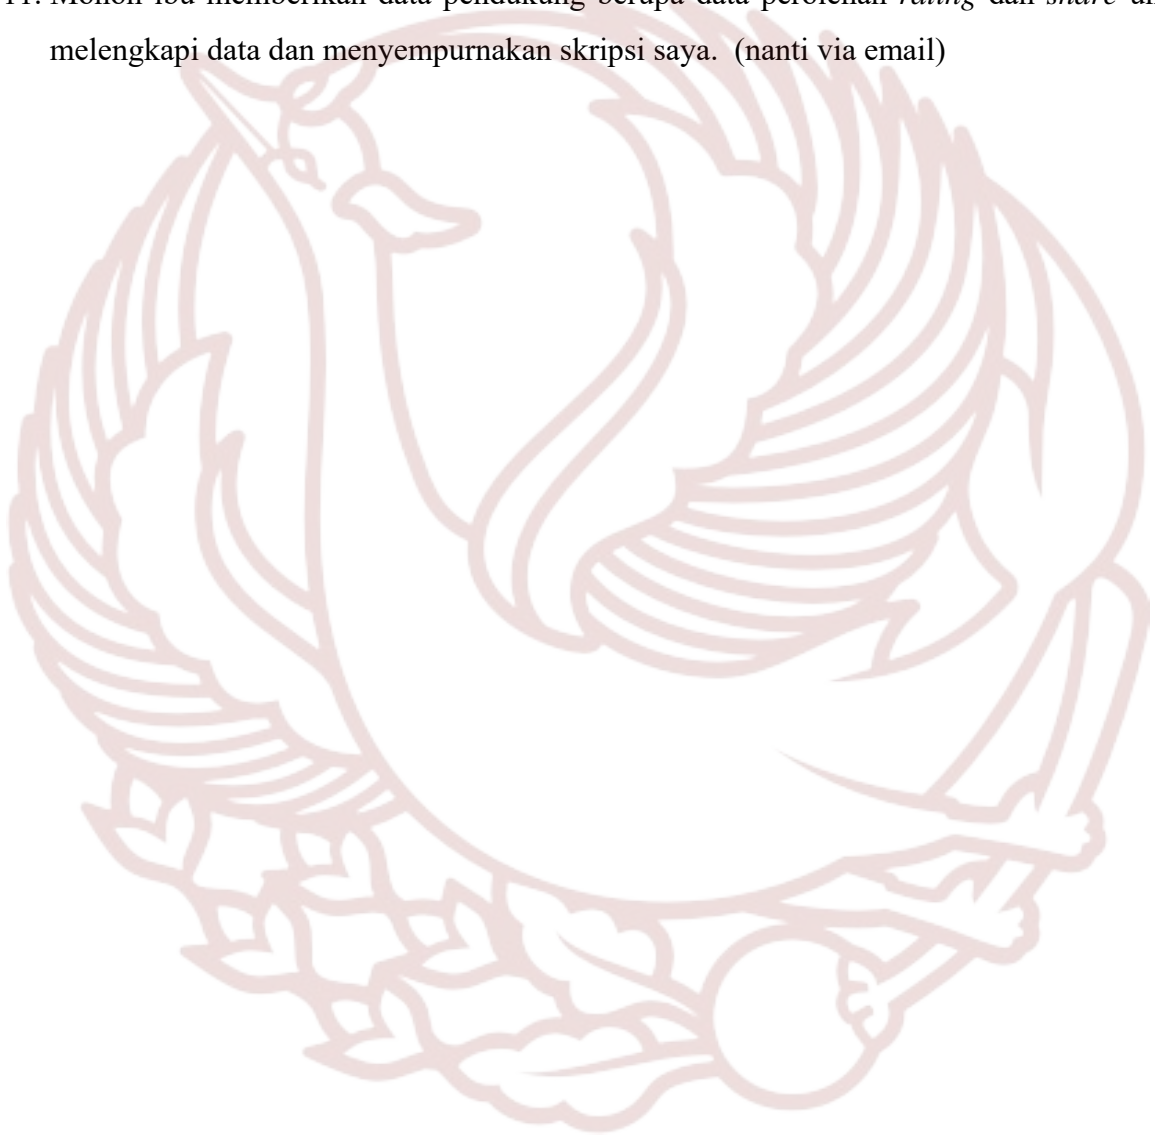 11. Mohon ibu memberikan data pendukung berupa data perolehan rating dan share
melengkapi data dan menyempurnakan skripsi saya. (nanti via email)